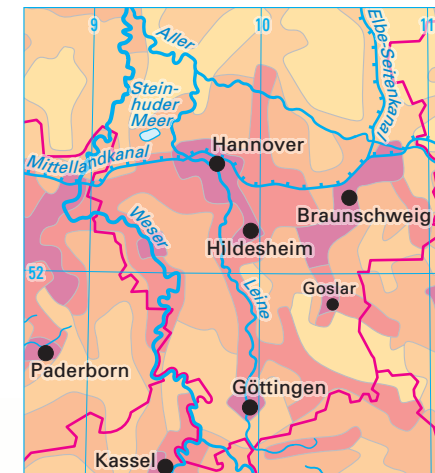 9
10
11
Aller
Elbe-Seitenkanal
Stein-
huder
Meer
Mittellandkanal
Hannover
Braunschweig
Weser
Hildesheim
52
Leine
Goslar
Paderborn
Göttingen
Kassel